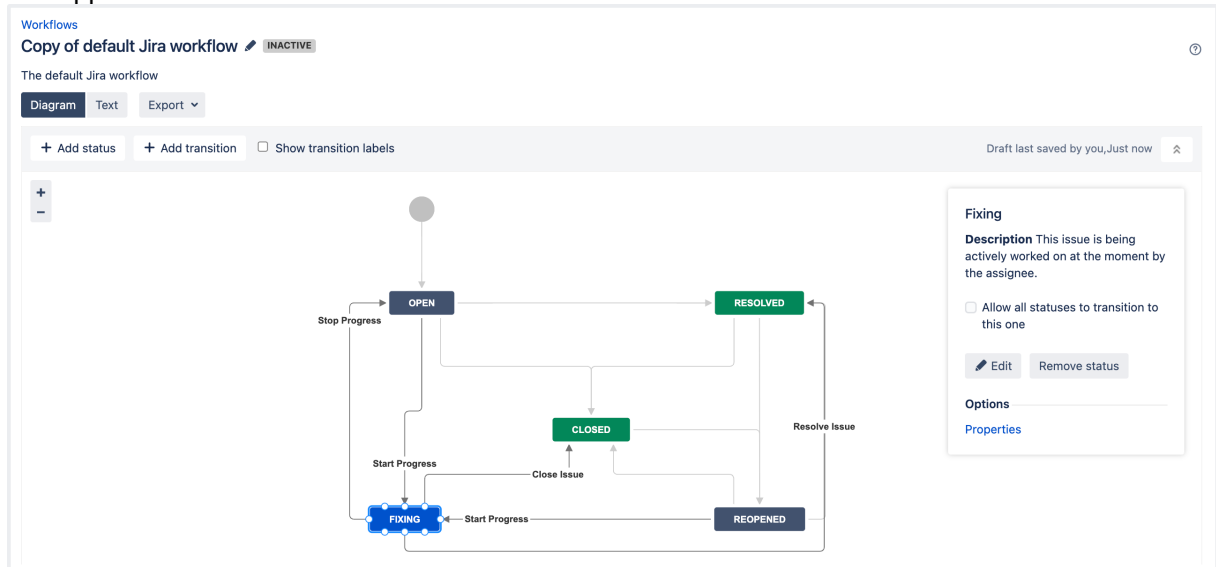 Workflows
Copy of default Jira workflow INACTIVE
The default Jira workflow
Diagram Text Export
+ Add status + Add transition Show transition labels Draft last saved by you,Just now
+
−
Fixing
Description This issue is being
actively worked on at the moment by
the assignee.
Allow all statuses to transition to
this one
Edit Remove status
Options
Properties
OPEN RESOLVED
Stop Progress
CLOSED Resolve Issue
Start Progress
Close Issue
FIXING Start Progress REOPENED